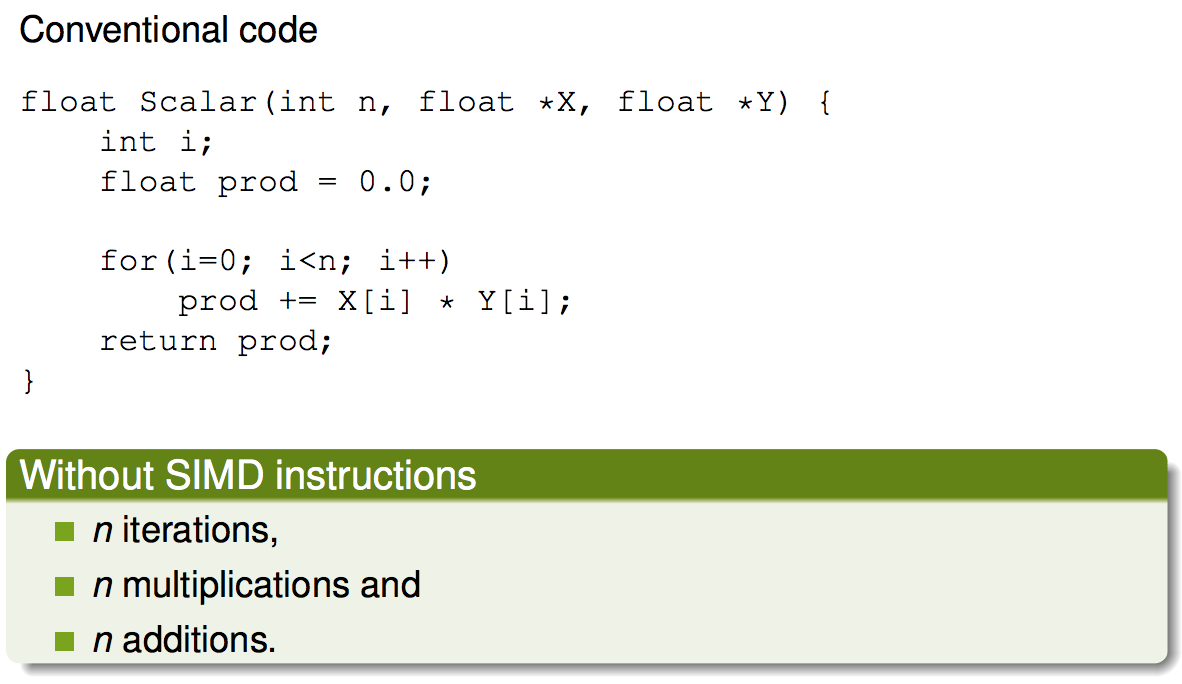 Conventional code
float Scalar(int n, float *X, float *Y) {
    int i;
    float prod = 0.0;
    for(i=0; i<n; i++)
        prod += X[i] * Y[i];
    return prod;
}
Without SIMD instructions
n iterations,
n multiplications and
n additions.